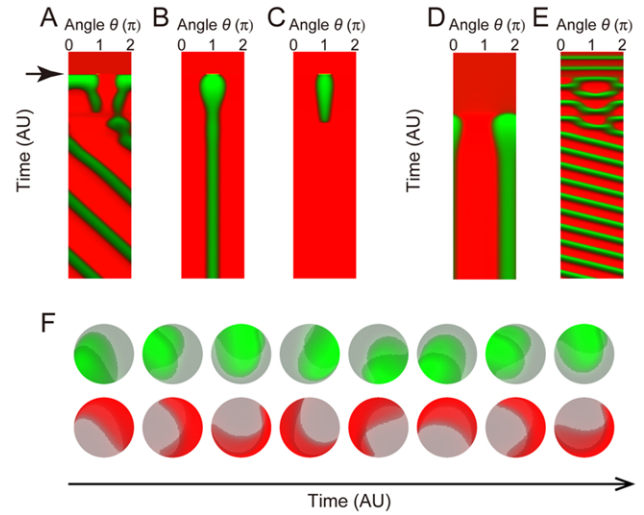 A B C D E
Angle θ (π) Angle θ (π) Angle θ (π) Angle θ (π) Angle θ (π)
0 1 2 0 1 2 0 1 2 0 1 2 0 1 2
Time (AU) Time (AU)
F
Time (AU)